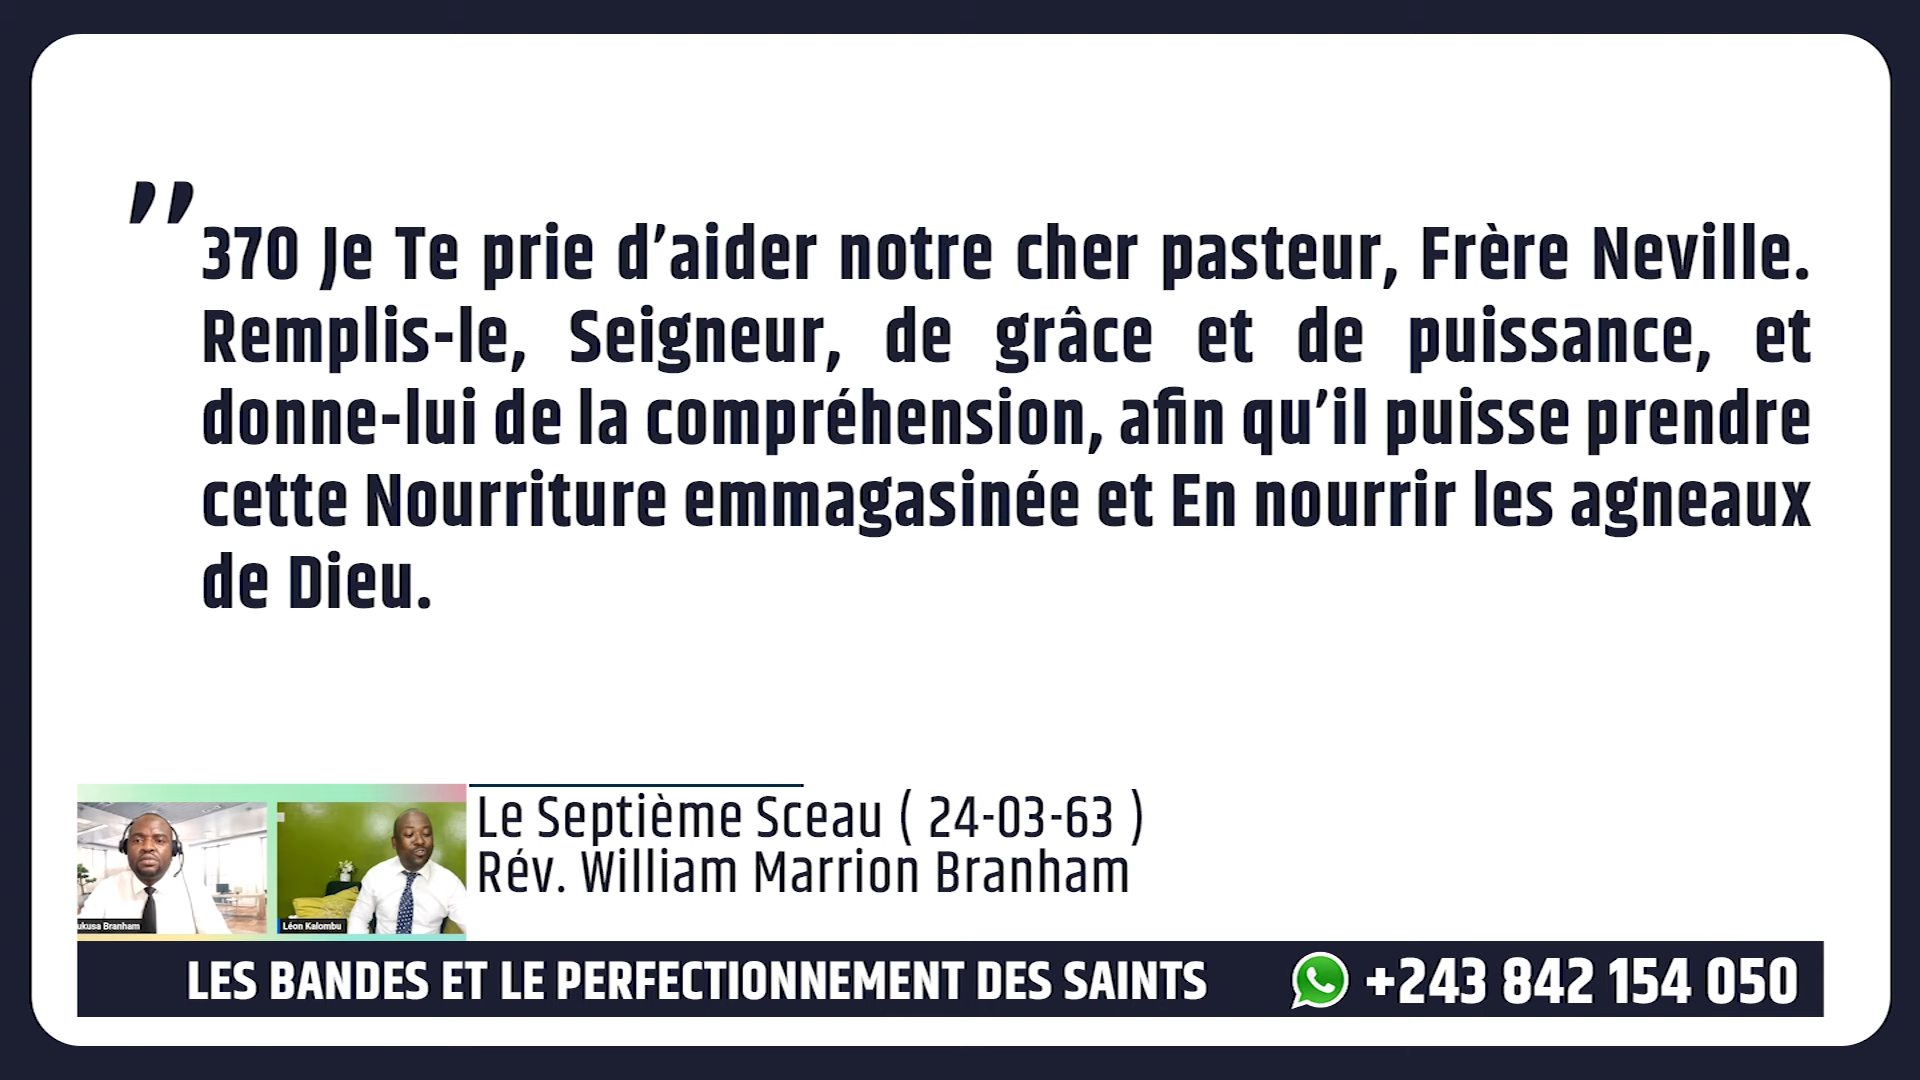 ”
370 Je Te prie d’aider notre cher pasteur, Frère Neville.
Remplis-le, Seigneur, de grâce et de puissance, et
donne-lui de la compréhension, afin qu’il puisse prendre
cette Nourriture emmagasinée et En nourrir les agneaux
de Dieu.
Le Septième Sceau ( 24-03-63 )
Rév. William Marrion Branham
ukusa Branham
Léon Kalombu
LES BANDES ET LE PERFECTIONNEMENT DES SAINTS
+243 842 154 050